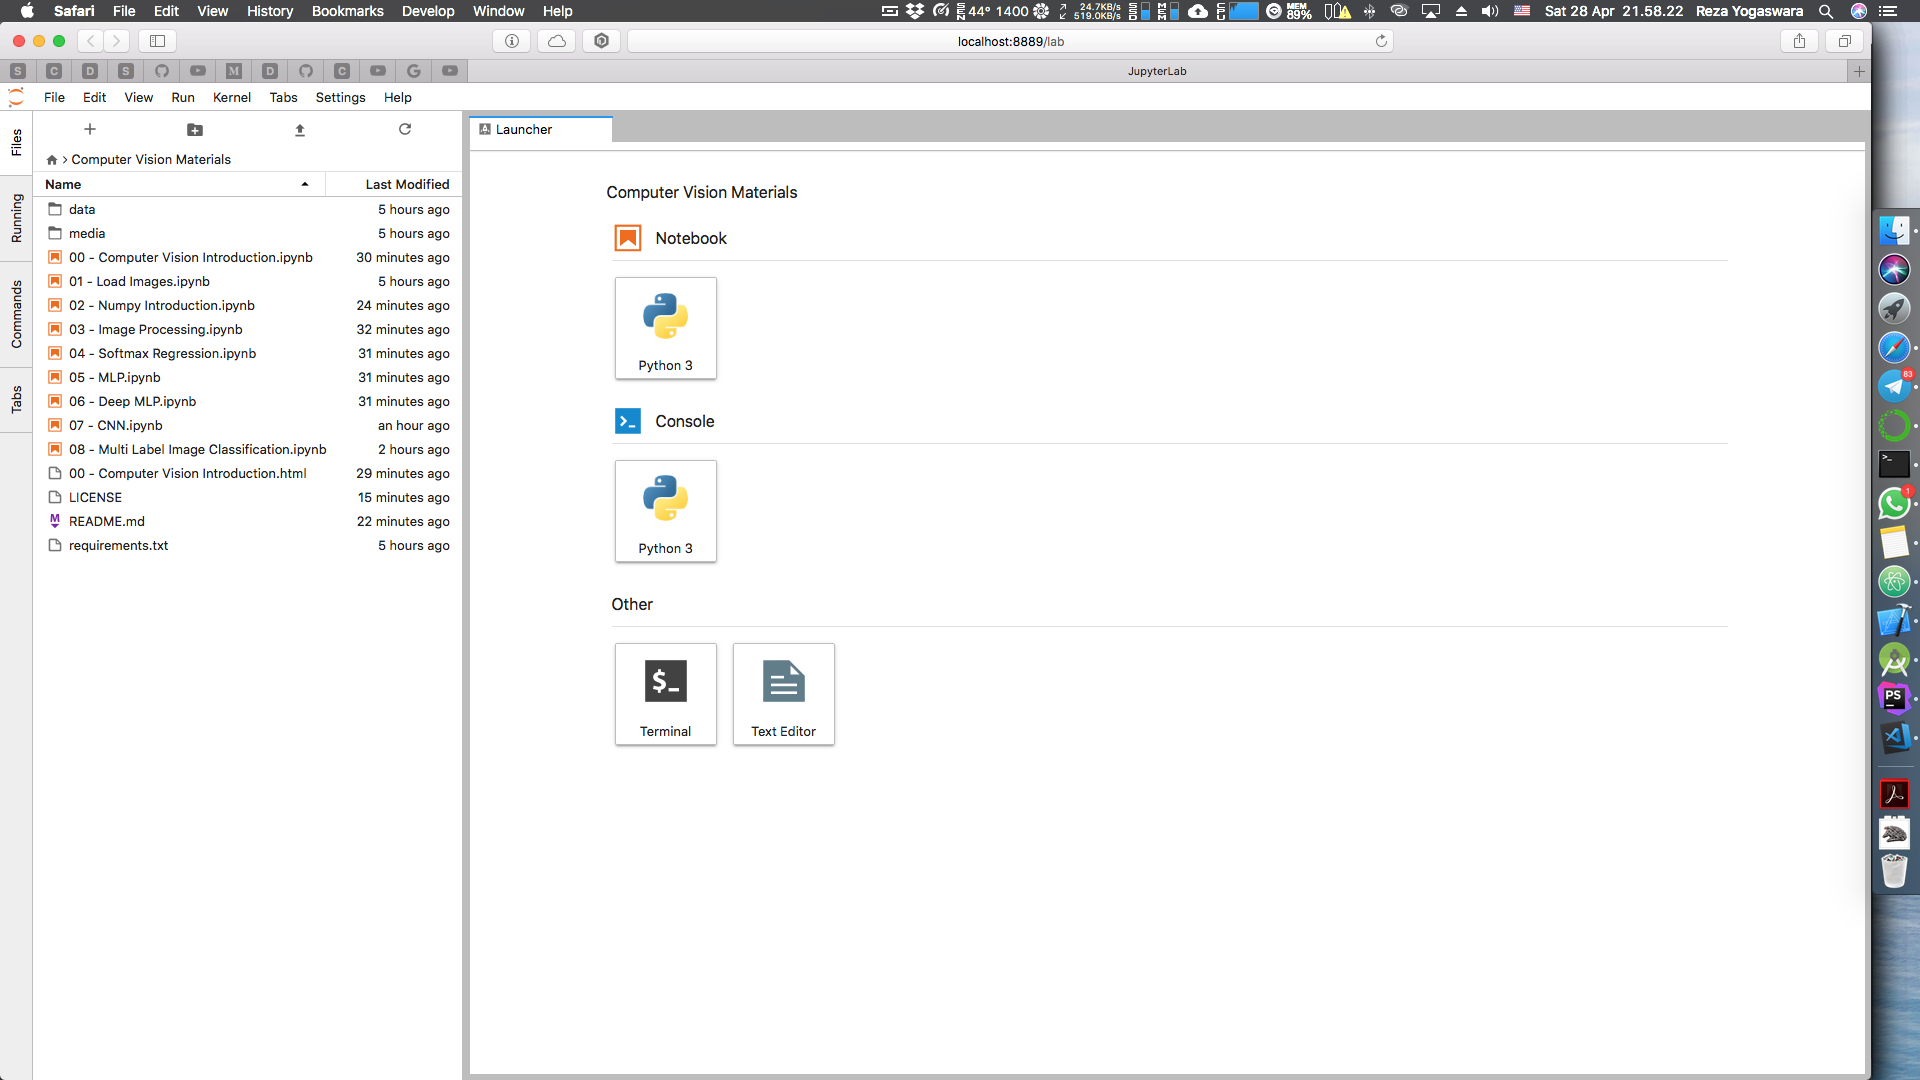 Safari File Edit View History Bookmarks Develop Window Help 44° 1400 24.7KB/s 519.0KB/s MEM 89% Sat 28 Apr 21.58.22 Reza Yogaswara
localhost:8889/lab
S C D S M D C G JupyterLab
File Edit View Run Kernel Tabs Settings Help
Files
Running
Commands
Tabs
Computer Vision Materials
Name Last Modified
data 5 hours ago
media 5 hours ago
00 - Computer Vision Introduction.ipynb 30 minutes ago
01 - Load Images.ipynb 5 hours ago
02 - Numpy Introduction.ipynb 24 minutes ago
03 - Image Processing.ipynb 32 minutes ago
04 - Softmax Regression.ipynb 31 minutes ago
05 - MLP.ipynb 31 minutes ago
06 - Deep MLP.ipynb 31 minutes ago
07 - CNN.ipynb an hour ago
08 - Multi Label Image Classification.ipynb 2 hours ago
00 - Computer Vision Introduction.html 29 minutes ago
LICENSE 15 minutes ago
README.md 22 minutes ago
requirements.txt 5 hours ago
Launcher
Computer Vision Materials
Notebook
Python 3
Console
Python 3
Other
$_
Terminal Text Editor
83
1
PS